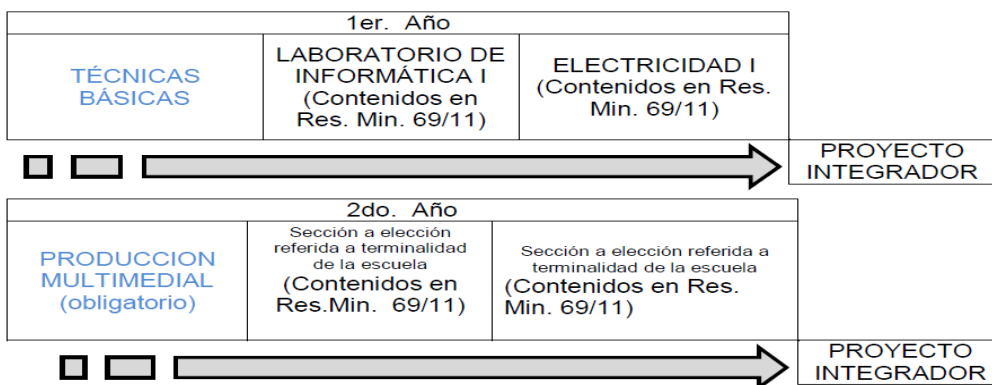 1er. Año
TÉCNICAS
BÁSICAS
LABORATORIO DE
INFORMÁTICA I
(Contenidos en
Res. Min. 69/11)
ELECTRICIDAD I
(Contenidos en Res.
Min. 69/11)
PROYECTO
INTEGRADOR
2do. Año
PRODUCCION
MULTIMEDIAL
(obligatorio)
Sección a elección
referida a terminalidad
de la escuela
(Contenidos en
Res.Min. 69/11)
Sección a elección referida a
terminalidad de la escuela
(Contenidos en Res.
Min. 69/11)
PROYECTO
INTEGRADOR